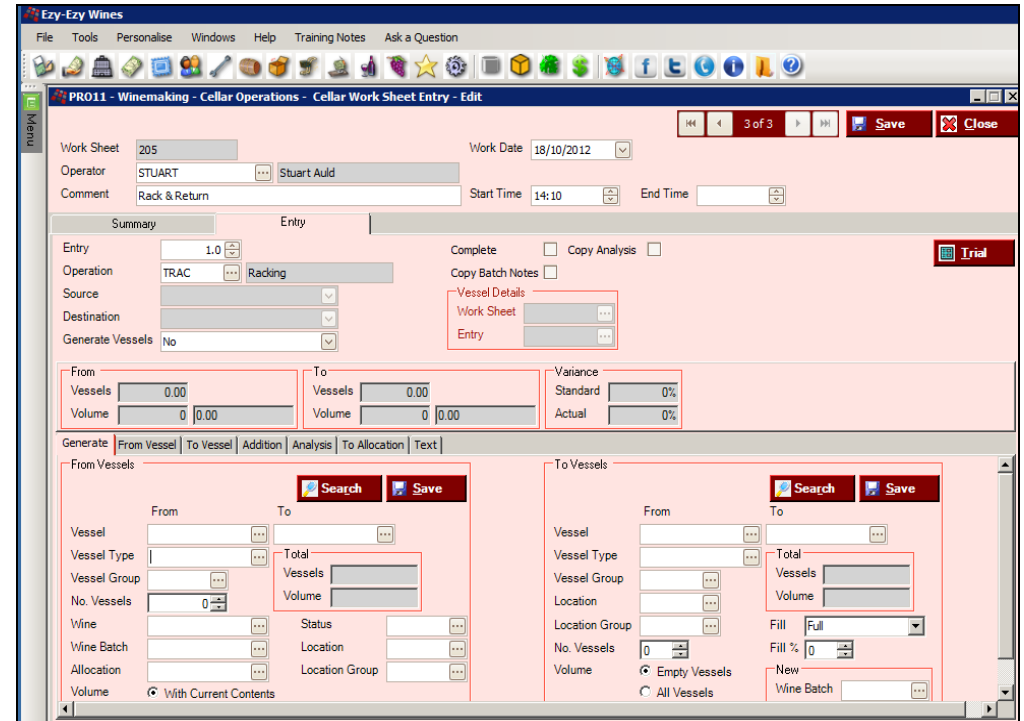 Ezy-Ezy Wines
File Tools Personalise Windows Help Training Notes Ask a Question
Menu
PRO11 - Winemaking - Cellar Operations - Cellar Work Sheet Entry - Edit
3 of 3 Save Close
Work Sheet 205 Work Date 18/10/2012
Operator STUART Stuart Auld
Comment Rack & Return Start Time 14:10 End Time
Summary Entry
Entry 1.0 Complete Copy Analysis Trial
Operation TRAC Racking Copy Batch Notes
Source Vessel Details
Destination Work Sheet
Generate Vessels No Entry
From To Variance
Vessels 0.00 Vessels 0.00 Standard 0%
Volume 0 0.00 Volume 0 0.00 Actual 0%
Generate From Vessel To Vessel Addition Analysis To Allocation Text
From Vessels To Vessels
Search Save Search Save
From To From To
Vessel Vessel
Vessel Type Total Vessel Type Total
Vessel Group Vessels Vessel Group Vessels
No. Vessels 0 Volume Location Volume
Wine Status Location Group Fill Full
Wine Batch Location No. Vessels 0 Fill % 0
Allocation Location Group Volume Empty Vessels New
Volume With Current Contents All Vessels Wine Batch